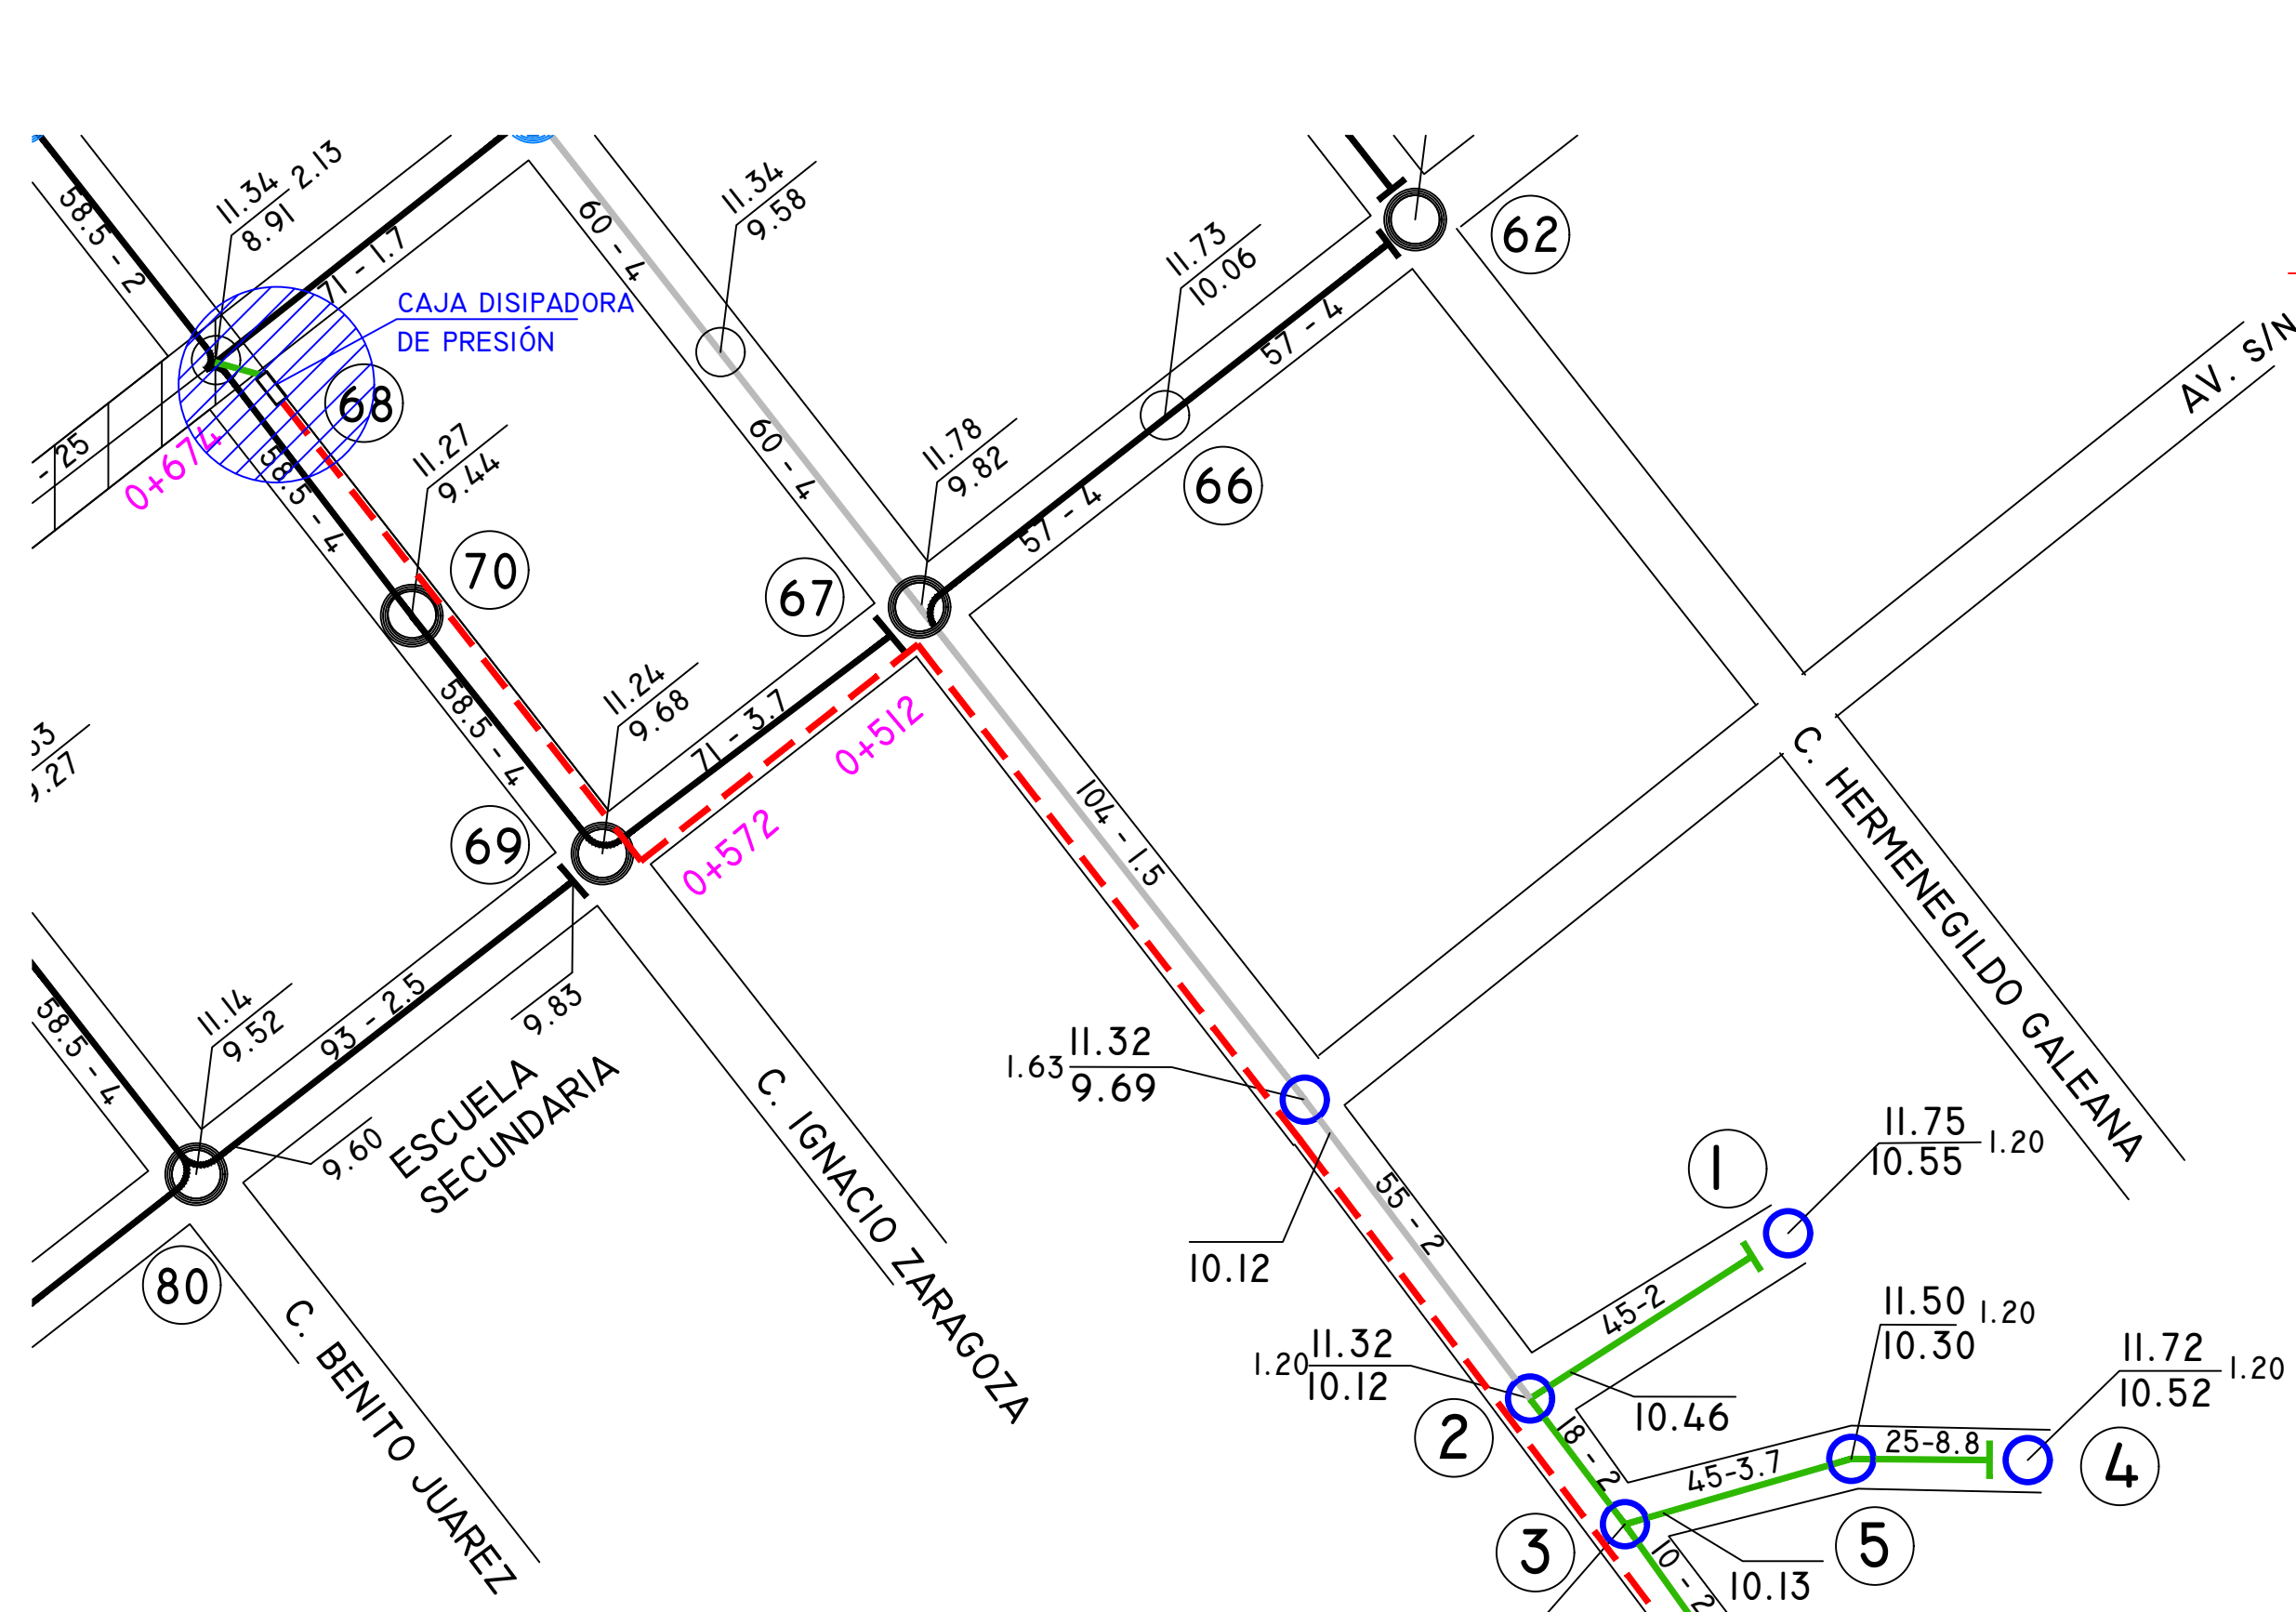 58.5 - 2
11.34
2.13
8.91
71 - 1.7
CAJA DISIPADORA
DE PRESIÓN
68
- 25
0+674
58.5 - 4
60 - 4
11.34
9.58
60 - 4
11.73
10.06
57 - 4
62
66
57 - 4
11.78
9.82
67
11.27
9.44
70
58.5 - 4
11.24
9.68
71 - 3.7
0+512
0+572
69
AV. S/N
C. HERMENEGILDO GALEANA
104 - 1.5
11.14
9.52
93 - 2.5
9.83
58.5 - 4
9.60
80
ESCUELA
SECUNDARIA
C. IGNACIO ZARAGOZA
C. BENITO JUAREZ
11.32
1.63
9.69
10.12
55 - 2
1
11.75
10.55
1.20
45-2
11.32
1.20
10.12
2
10.46
11.50
1.20
10.30
11.72
10.52
1.20
25-8.8
4
18 - 2
45-3.7
3
5
10.13
10 - 2